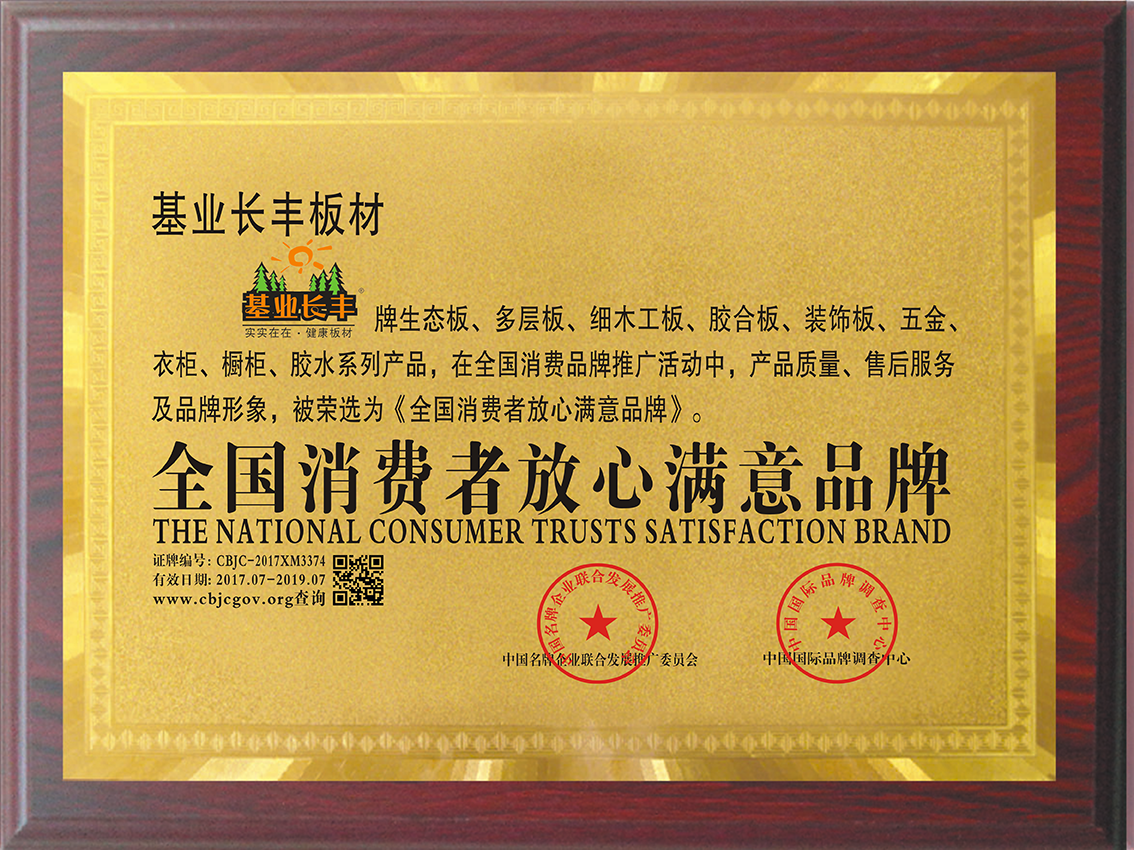 基业长丰板材
基业长丰®
实实在在·健康板材
牌生态板、多层板、细木工板、胶合板、装饰板、五金、
衣柜、橱柜、胶水系列产品，在全国消费品牌推广活动中，产品质量、售后服务
及品牌形象，被荣选为《全国消费者放心满意品牌》。
全国消费者放心满意品牌
THE NATIONAL CONSUMER TRUSTS SATISFACTION BRAND
证牌编号：CBJC-2017XM3374
有效日期：2017.07-2019.07
www.cbjcgov.org查询
中国名牌企业联合发展推广委员会
中国名牌企业联合发展推广委员会
中国国际品牌调查中心
中国国际品牌调查中心